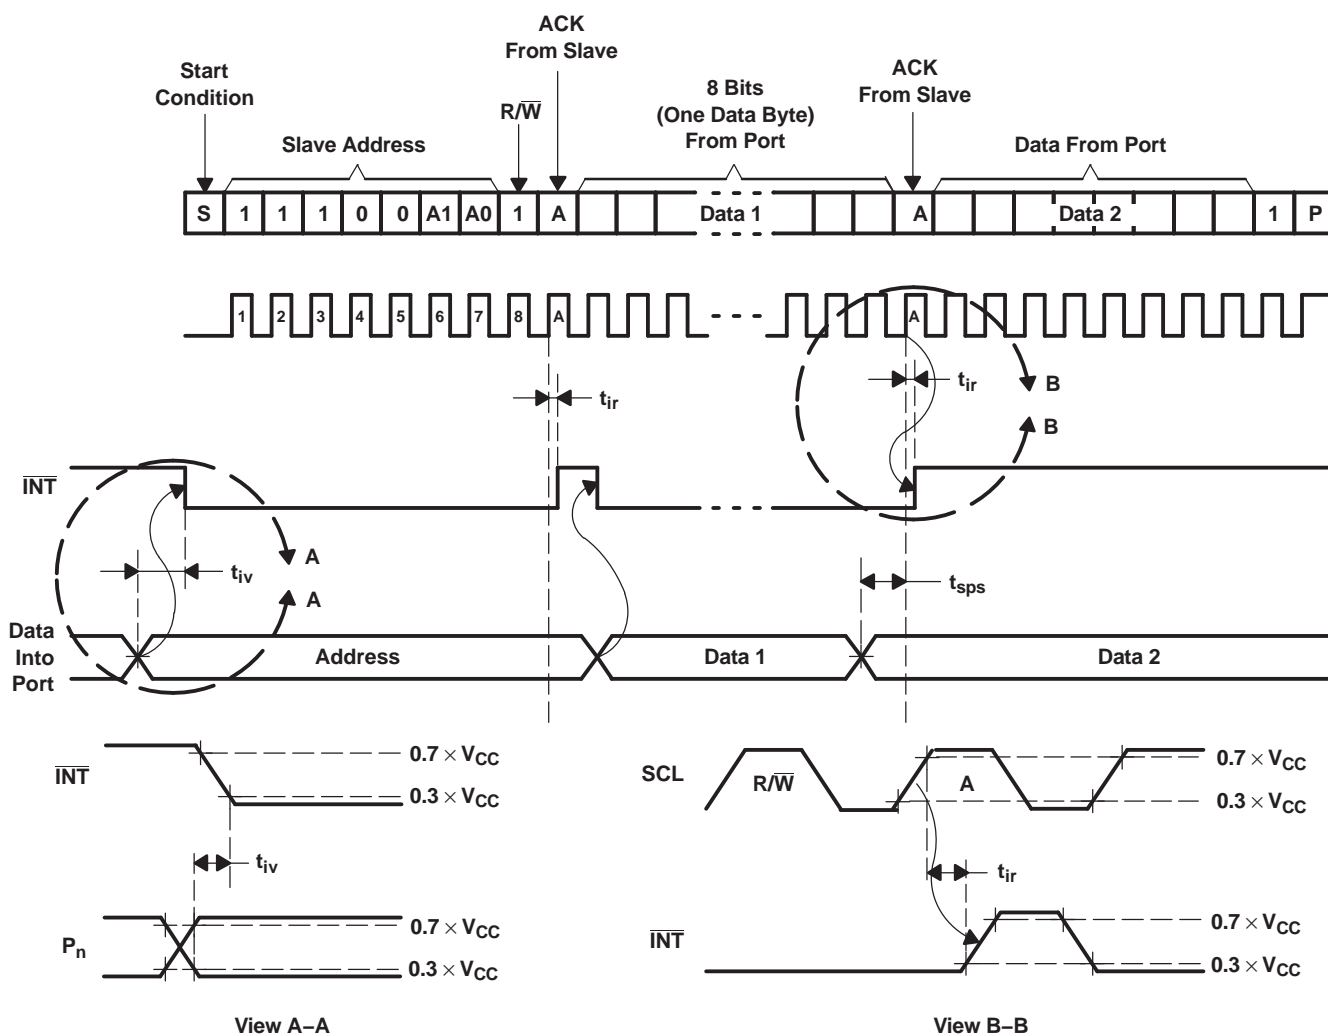 ACK
From Slave
Start
Condition
R/W̅
Slave Address
8 Bits
(One Data Byte)
From Port
ACK
From Slave
Data From Port
S 1 1 1 0 0 A1 A0 1 A Data 1 A Data 2 1 P
1 2 3 4 5 6 7 8 A A
t_ir
t_ir
B
B
I̅N̅T̅
t_iv
A
A
t_sps
Data
Into
Port
Address
Data 1
Data 2
I̅N̅T̅
0.7 × V_CC
0.3 × V_CC
t_iv
P_n
0.7 × V_CC
0.3 × V_CC
View A–A
SCL
R/W̅
A
0.7 × V_CC
0.3 × V_CC
t_ir
I̅N̅T̅
0.7 × V_CC
0.3 × V_CC
View B–B